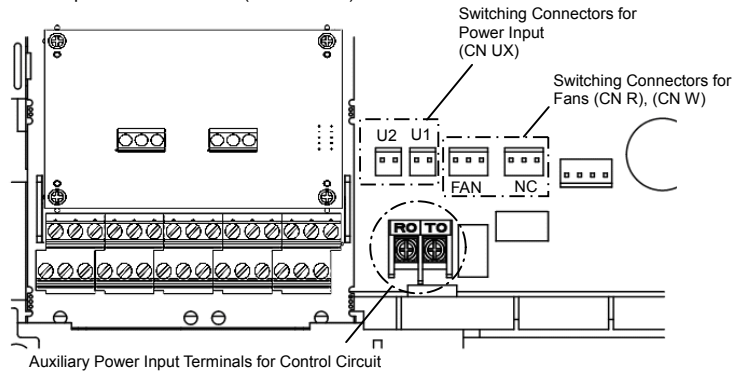 Switching Connectors for
Power Input
(CN UX)
Switching Connectors for
Fans (CN R), (CN W)
U2 U1
FAN NC
RO TO
Auxiliary Power Input Terminals for Control Circuit